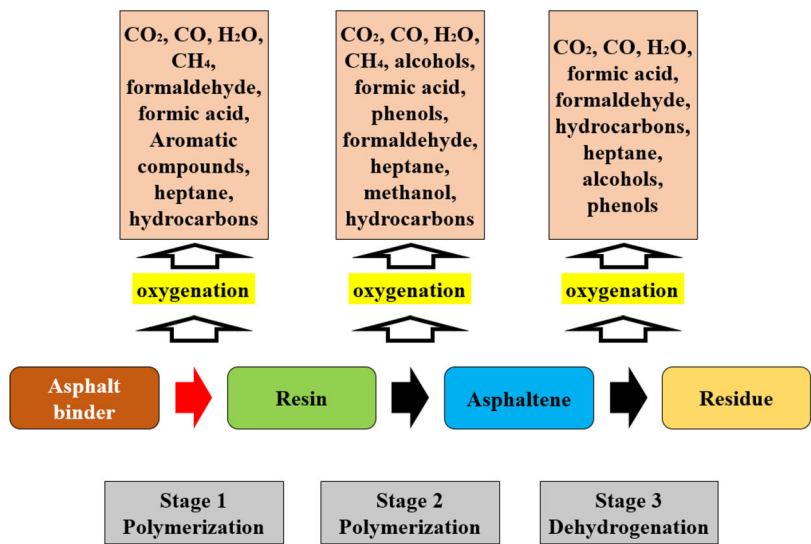 CO₂, CO, H₂O,
CH₄,
formaldehyde,
formic acid,
Aromatic
compounds,
heptane,
hydrocarbons
CO₂, CO, H₂O,
CH₄, alcohols,
formic acid,
phenols,
formaldehyde,
heptane,
methanol,
hydrocarbons
CO₂, CO, H₂O,
formic acid,
formaldehyde,
hydrocarbons,
heptane,
alcohols,
phenols
oxygenation
oxygenation
oxygenation
Asphalt
binder
Resin
Asphaltene
Residue
Stage 1
Polymerization
Stage 2
Polymerization
Stage 3
Dehydrogenation